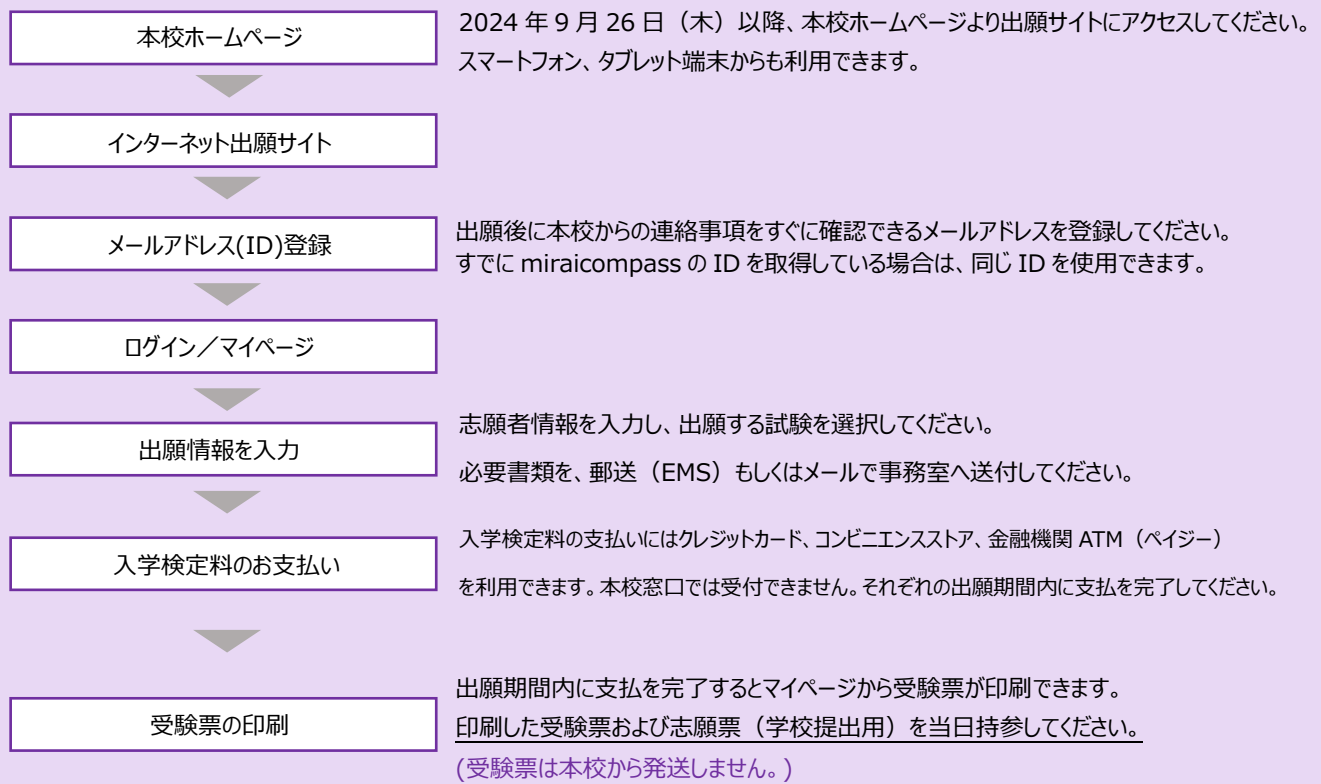 本校ホームページ
2024 年 9 月 26 日（木）以降、本校ホームページより出願サイトにアクセスしてください。
スマートフォン、タブレット端末からも利用できます。
インターネット出願サイト
メールアドレス(ID)登録
出願後に本校からの連絡事項をすぐに確認できるメールアドレスを登録してください。
すでに miraicompass の ID を取得している場合は、同じ ID を使用できます。
ログイン／マイページ
出願情報を入力
志願者情報を入力し、出願する試験を選択してください。
必要書類を、郵送（EMS）もしくはメールで事務室へ送付してください。
入学検定料のお支払い
入学検定料の支払いにはクレジットカード、コンビニエンスストア、金融機関 ATM（ペイジー）
を利用できます。本校窓口では受付できません。それぞれの出願期間内に支払を完了してください。
受験票の印刷
出願期間内に支払を完了するとマイページから受験票が印刷できます。
印刷した受験票および志願票（学校提出用）を当日持参してください。
(受験票は本校から発送しません。)